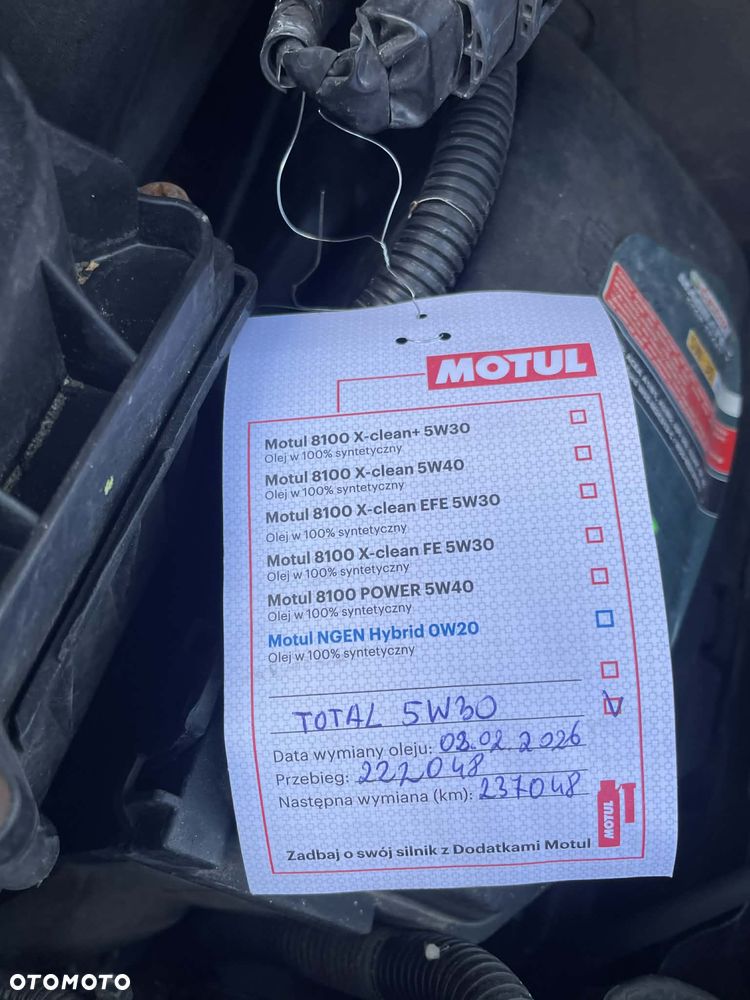 MOTUL
Motul 8100 X-clean+ 5W30
Olej w 100% syntetyczny
Motul 8100 X-clean 5W40
Olej w 100% syntetyczny
Motul 8100 X-clean EFE 5W30
Olej w 100% syntetyczny
Motul 8100 X-clean FE 5W30
Olej w 100% syntetyczny
Motul 8100 POWER 5W40
Olej w 100% syntetyczny
Motul NGEN Hybrid 0W20
Olej w 100% syntetyczny
TOTAL 5W30
Data wymiany oleju: 03.02.2026
Przebieg: 222048
Następna wymiana (km): 237048
MOTUL
Zadbaj o swój silnik z Dodatkami Motul
OTOMOTO